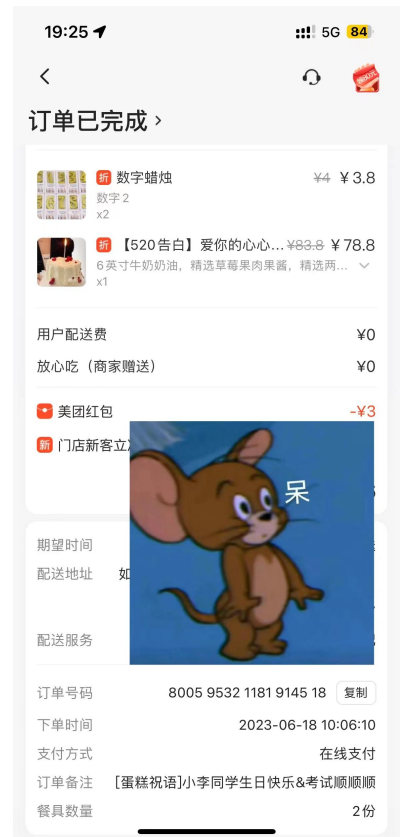 19:25
5G 84
订单已完成
折 数字蜡烛 ¥4 ¥3.8
数字2
x2
折 【520告白】爱你的心心... ¥83.8 ¥78.8
6英寸牛奶奶油，精选草莓果肉果酱，精选两...
x1
用户配送费 ¥0
放心吃（商家赠送） ¥0
美团红包 -¥3
新 门店新客立
呆
期望时间
配送地址 如
配送服务
订单号码 8005 9532 1181 9145 18 复制
下单时间 2023-06-18 10:06:10
支付方式 在线支付
订单备注 [蛋糕祝语]小李同学生日快乐&考试顺顺顺
餐具数量 2份